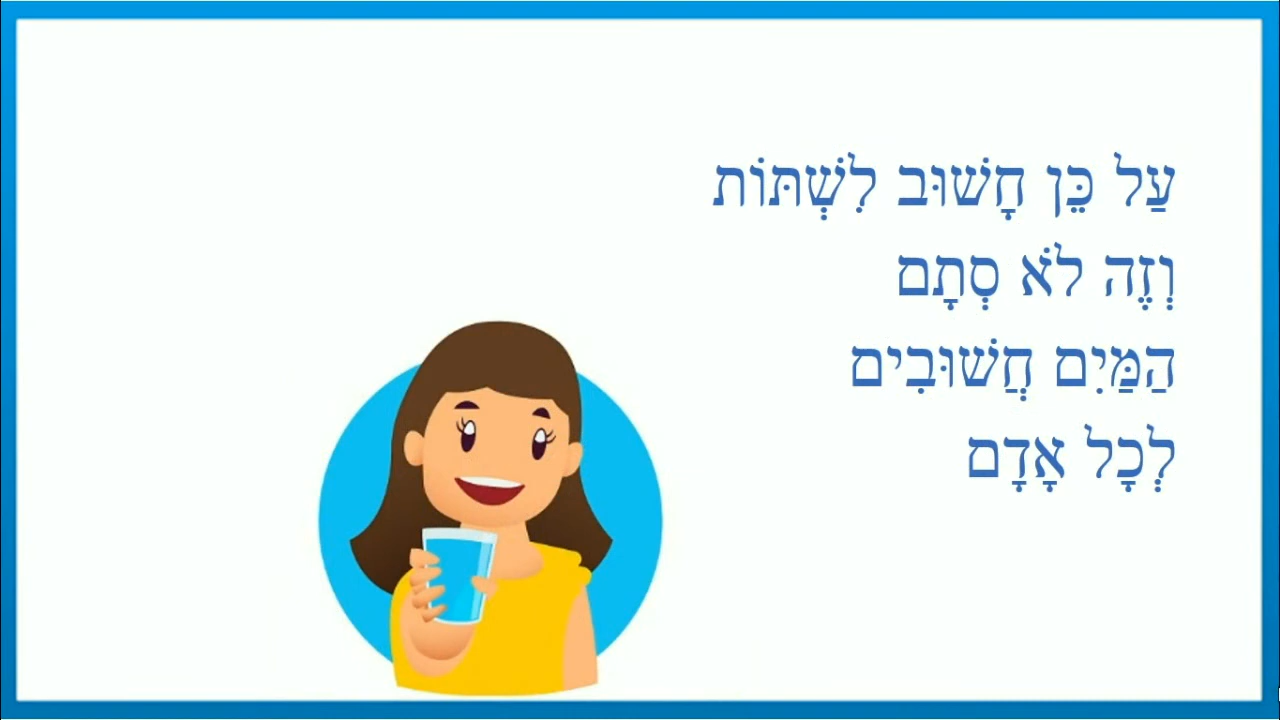 עַל כֵּן חָשׁוּב לִשְׁתּוֹת
וְזֶה לֹא סְתָם
הַמַּיִם חֲשׁוּבִים
לְכָל אָדָם